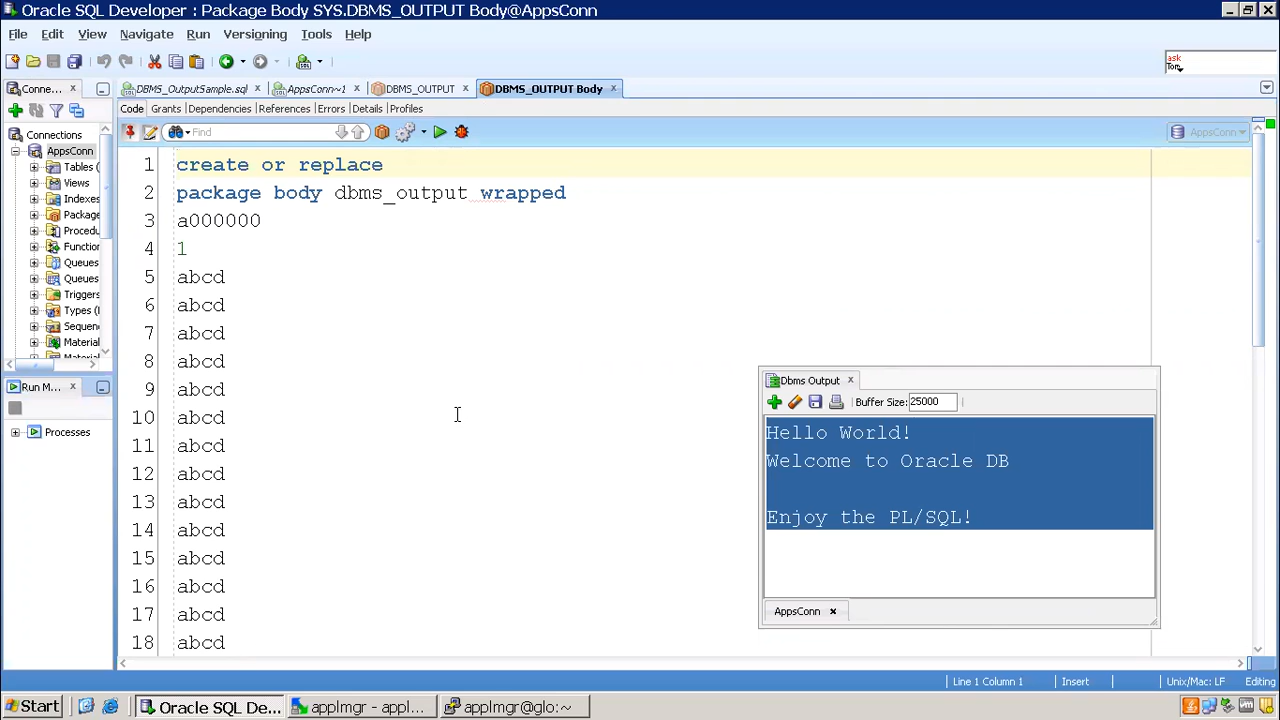 Oracle SQL Developer : Package Body SYS.DBMS_OUTPUT Body@AppsConn
File Edit View Navigate Run Versioning Tools Help
ask
Tom
Conne...
DBMS_OutputSample.sql
AppsConn~1
DBMS_OUTPUT
DBMS_OUTPUT Body
Code Grants Dependencies References Errors Details Profiles
Find
AppsConn
Connections
AppsConn
Tables (
Views
Indexes
Package
Procedu
Function
Queues
Queues
Triggers
Types (
Sequen
Material
Material
Run M...
Processes
1 create or replace
2 package body dbms_output wrapped
3 a000000
4 1
5 abcd
6 abcd
7 abcd
8 abcd
9 abcd
10 abcd
11 abcd
12 abcd
13 abcd
14 abcd
15 abcd
16 abcd
17 abcd
18 abcd
Dbms Output
Buffer Size: 25000
Hello World!
Welcome to Oracle DB
Enjoy the PL/SQL!
AppsConn
Line 1 Column 1 Insert Unix/Mac: LF Editing
Start
Oracle SQL De...
applmgr - appl...
applmgr@glo:~